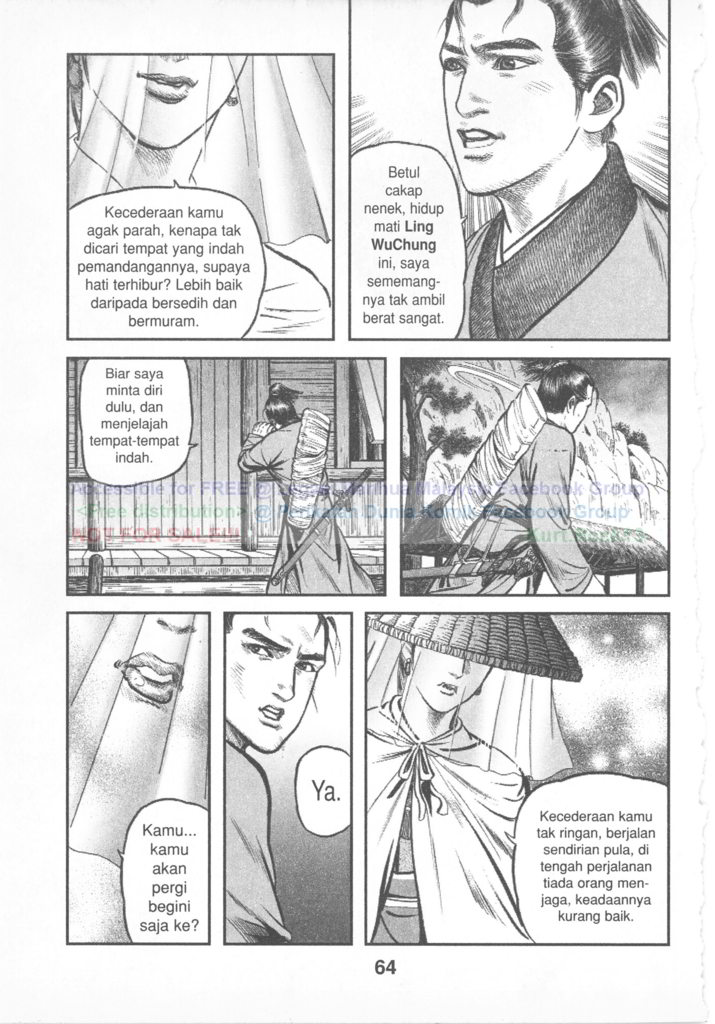 Kecederaan kamu
agak parah, kenapa tak
dicari tempat yang indah
pemandangannya, supaya
hati terhibur? Lebih baik
daripada bersedih dan
bermuram.
Betul
cakap
nenek, hidup
mati Ling
WuChung
ini, saya
sememang-
nya tak ambil
berat sangat.
Biar saya
minta diri
dulu, dan
menjelajah
tempat-tempat
indah.
Kamu...
kamu
akan
pergi
begini
saja ke?
Ya.
Kecederaan kamu
tak ringan, berjalan
sendirian pula, di
tengah perjalanan
tiada orang men-
jaga, keadaannya
kurang baik.
64